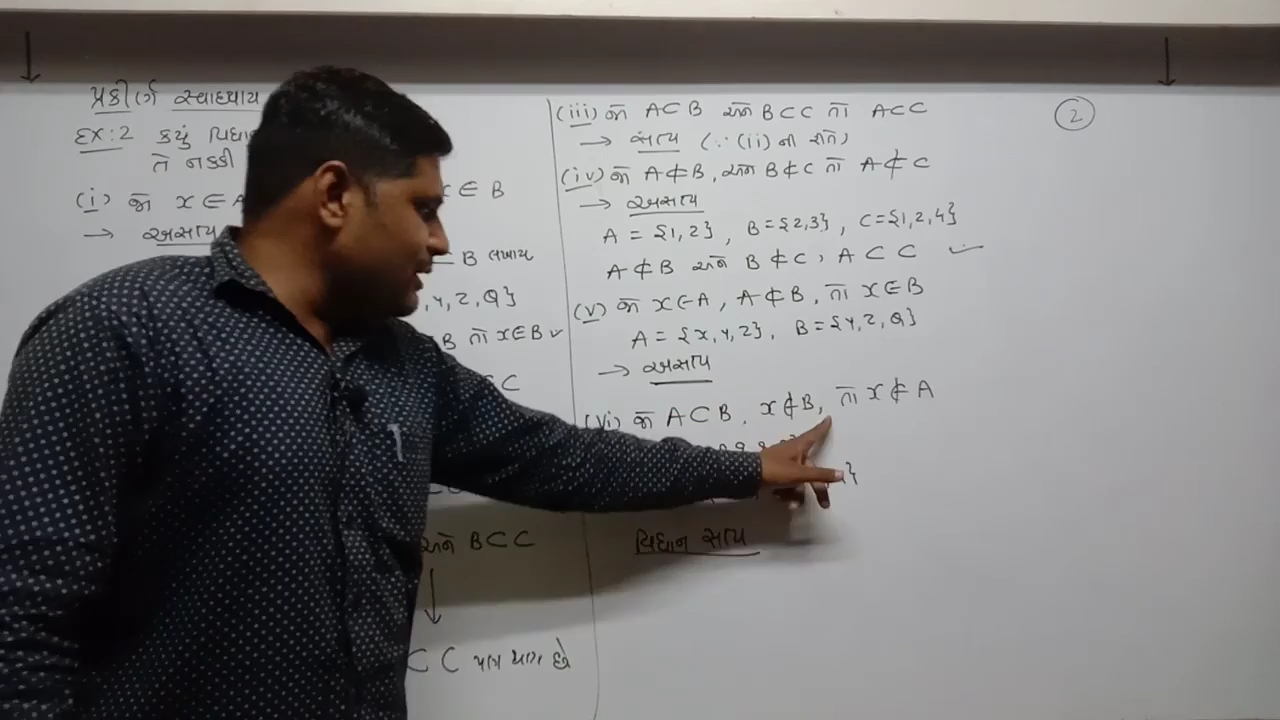 પ્રકીર્ણ સ્વાધ્યાય
EX:2 કયું વિધા
તે નક્કી
(i) જો x ∈ A
∈ B
→ અસત્ય
B લખાય
, Y, Z, Q}
B તો x ∈ B ✓
C
અને B ⊂ C
↓
⊂ C પણ થાય છે
(iii) જો A ⊂ B અને B ⊂ C તો A ⊂ C
→ સત્ય (∵ (ii) ની રીતે)
(iv) જો A ⊄ B, અને B ⊄ C તો A ⊄ C
→ અસત્ય
A = {1, 2} , B = {2, 3} , C = {1, 2, 4}
A ⊄ B અને B ⊄ C, A ⊂ C ✓
(v) જો x ∈ A, A ⊄ B, તો x ∈ B
A = {x, Y, Z}, B = {Y, Z, Q}
→ અસત્ય
(vi) જો A ⊂ B, x ∉ B, તો x ∉ A
વિધાન સત્ય
2